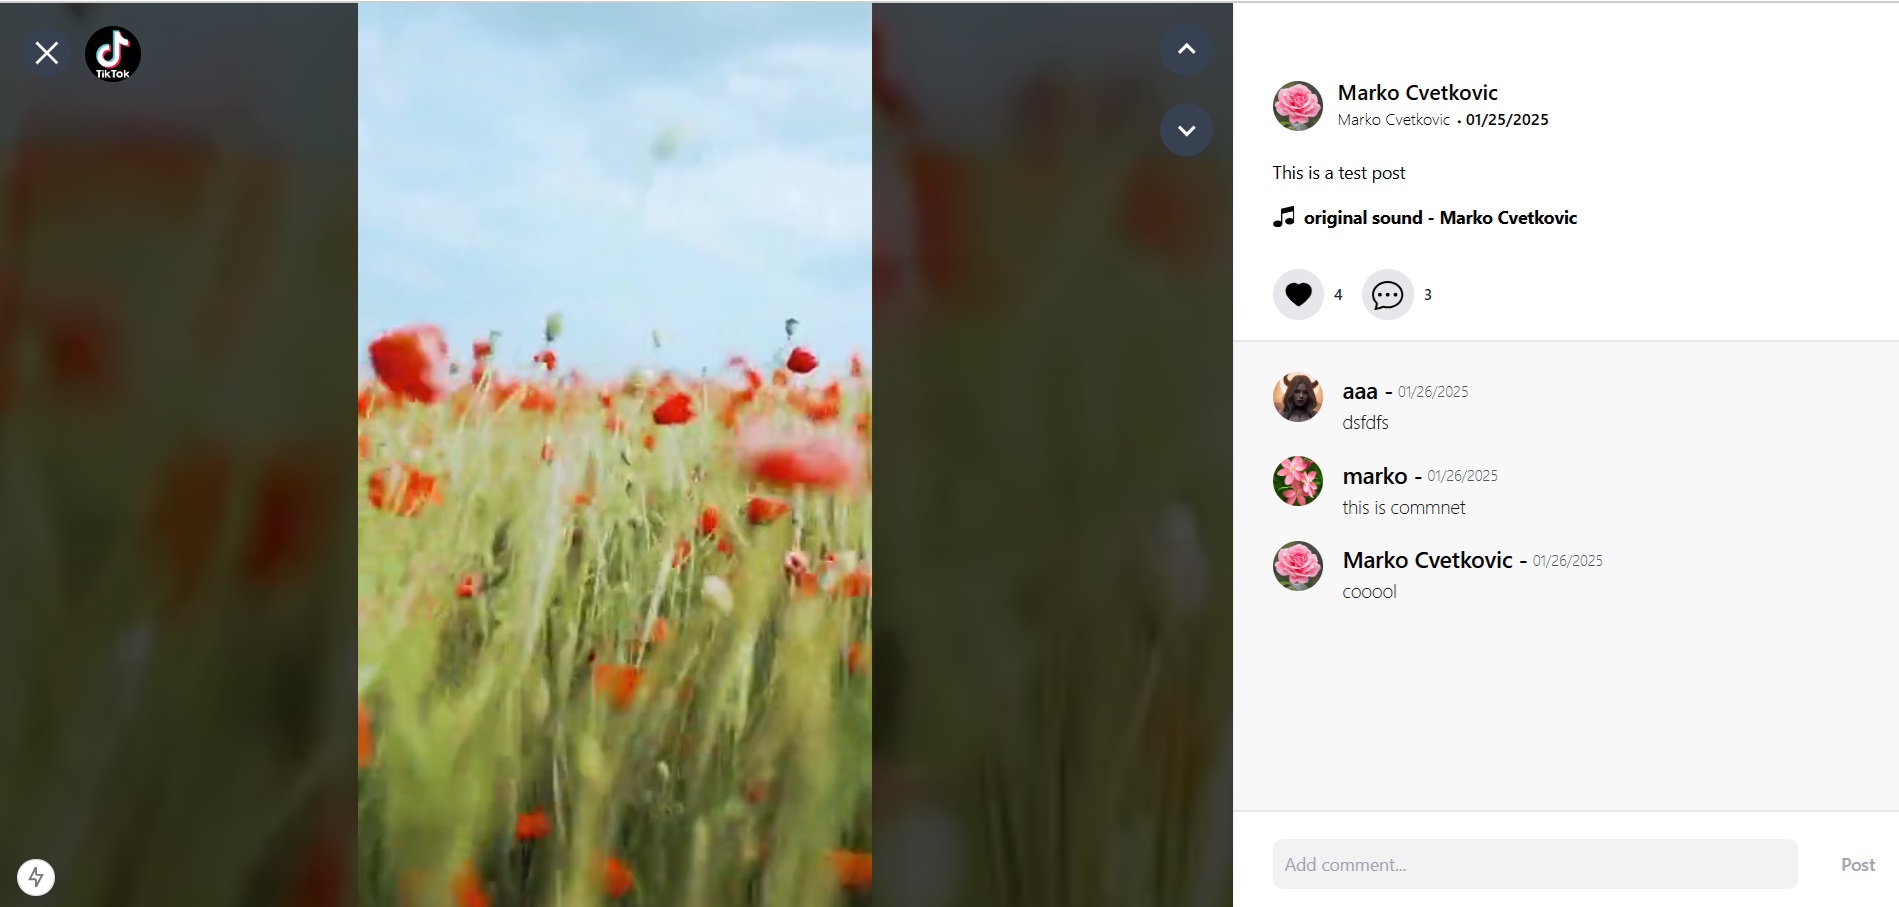 TikTok
Marko Cvetkovic
Marko Cvetkovic • 01/25/2025
This is a test post
original sound - Marko Cvetkovic
4 3
aaa - 01/26/2025
dsfdfs
marko - 01/26/2025
this is commnet
Marko Cvetkovic - 01/26/2025
cooool
Add comment... Post